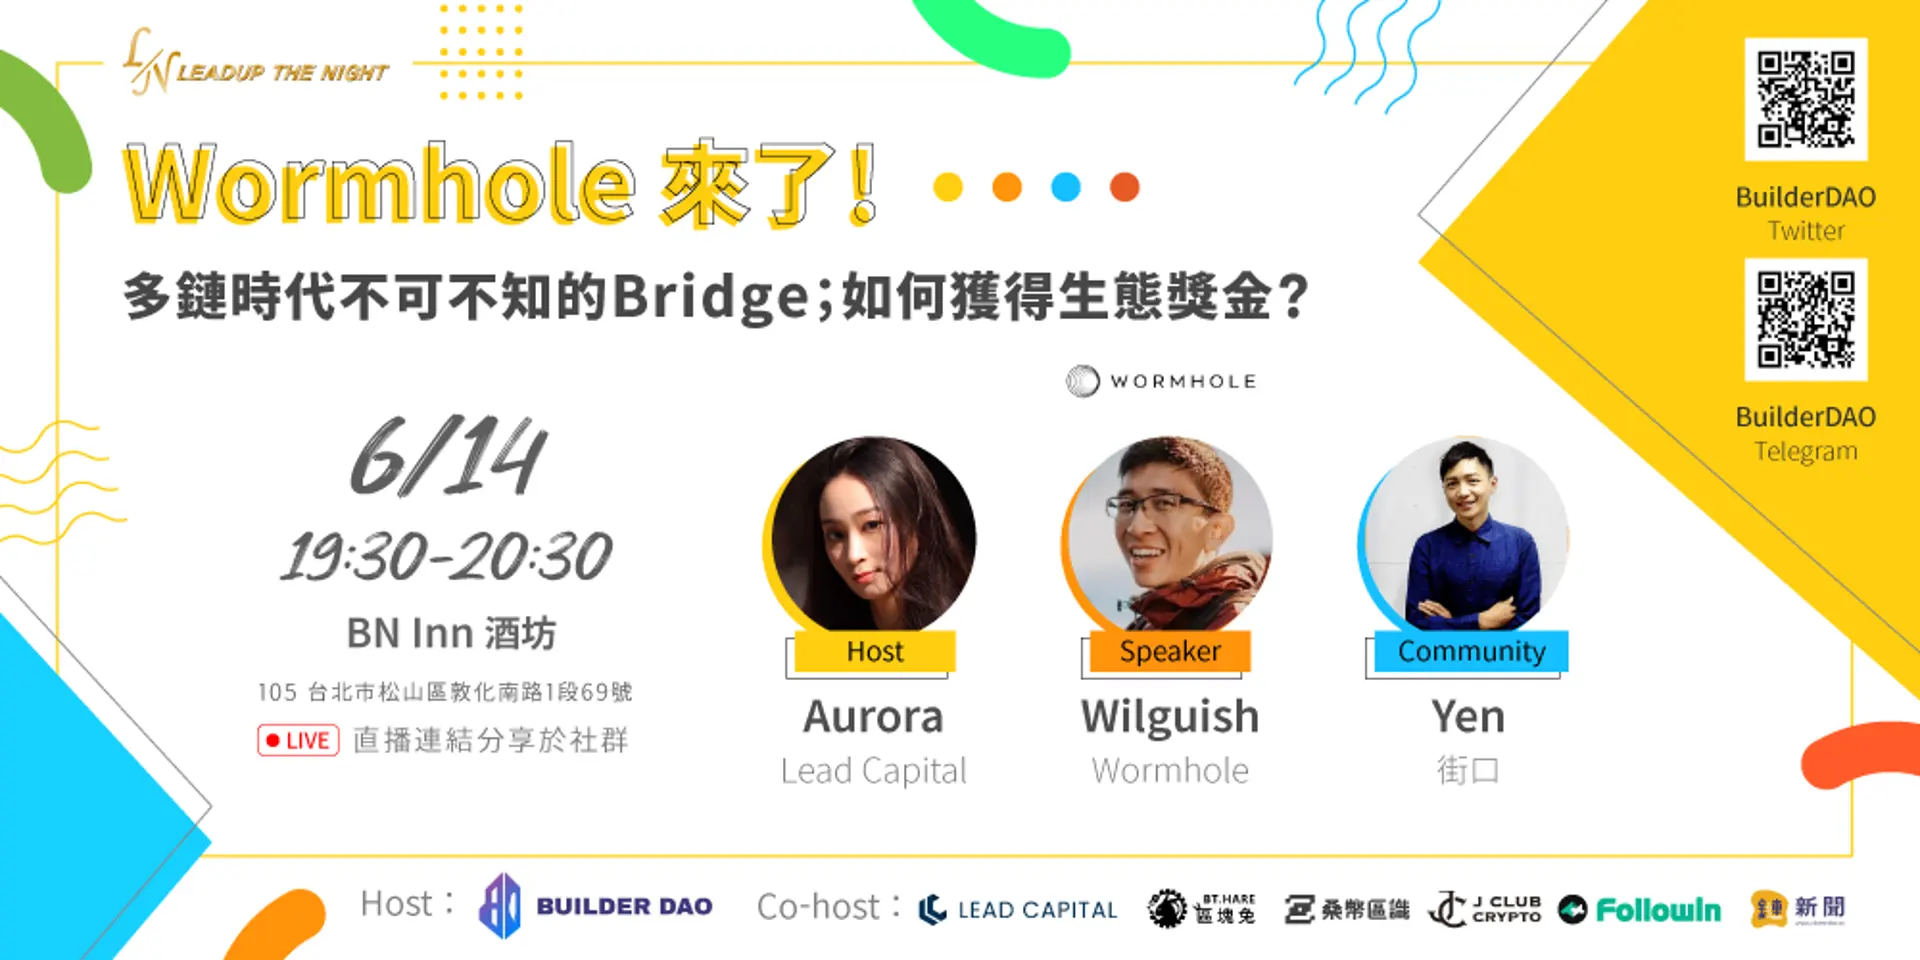 LN LEADUP THE NIGHT
Wormhole 來了!
多鏈時代不可不知的Bridge;如何獲得生態獎金?
WORMHOLE
6/14
19:30-20:30
BN Inn 酒坊
105 台北市松山區敦化南路1段69號
LIVE 直播連結分享於社群
Host
Aurora
Lead Capital
Speaker
Wilguish
Wormhole
Community
Yen
街口
BuilderDAO
Twitter
BuilderDAO
Telegram
Host： BUILDER DAO
Co-host： LEAD CAPITAL
BT.HARE
區塊兔
桑幣區識
J CLUB
CRYPTO
FollowIn
鏈新聞